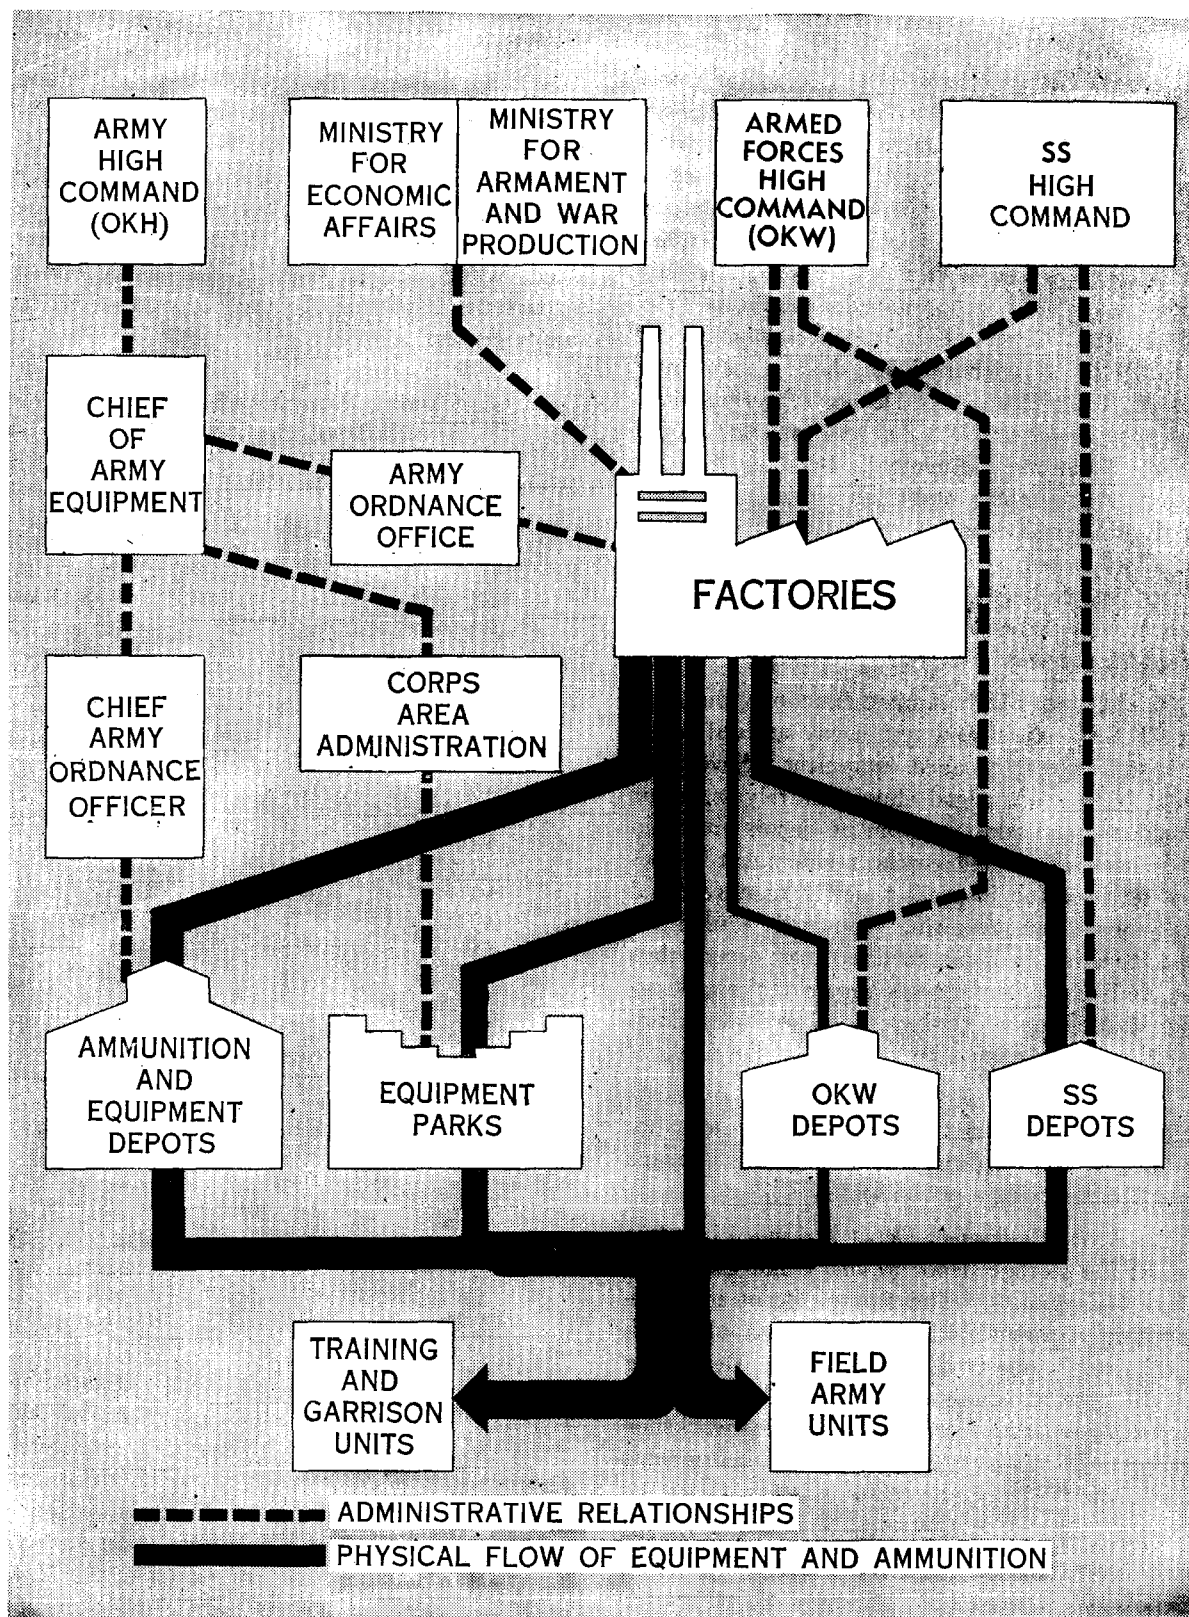 ARMY
HIGH
COMMAND
(OKH)
MINISTRY
FOR
ECONOMIC
AFFAIRS
MINISTRY
FOR
ARMAMENT
AND WAR
PRODUCTION
ARMED
FORCES
HIGH
COMMAND
(OKW)
SS
HIGH
COMMAND
CHIEF
OF
ARMY
EQUIPMENT
ARMY
ORDNANCE
OFFICE
FACTORIES
CHIEF
ARMY
ORDNANCE
OFFICER
CORPS
AREA
ADMINISTRATION
AMMUNITION
AND
EQUIPMENT
DEPOTS
EQUIPMENT
PARKS
OKW
DEPOTS
SS
DEPOTS
TRAINING
AND
GARRISON
UNITS
FIELD
ARMY
UNITS
ADMINISTRATIVE RELATIONSHIPS
PHYSICAL FLOW OF EQUIPMENT AND AMMUNITION